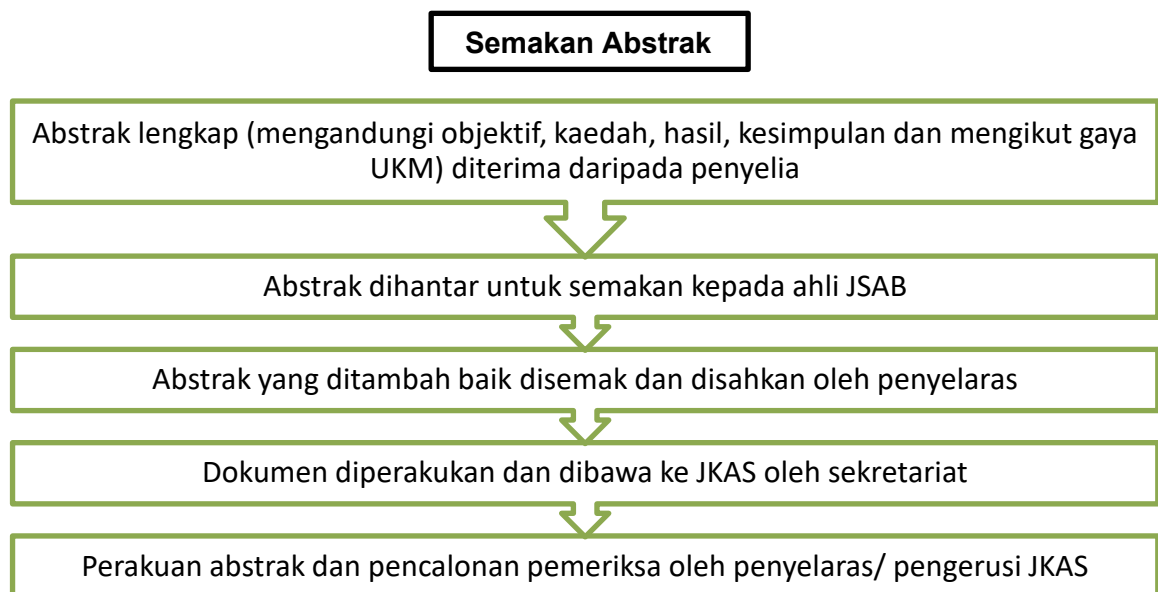 Semakan Abstrak
Abstrak lengkap (mengandungi objektif, kaedah, hasil, kesimpulan dan mengikut gaya
UKM) diterima daripada penyelia
Abstrak dihantar untuk semakan kepada ahli JSAB
Abstrak yang ditambah baik disemak dan disahkan oleh penyelaras
Dokumen diperakukan dan dibawa ke JKAS oleh sekretariat
Perakuan abstrak dan pencalonan pemeriksa oleh penyelaras/ pengerusi JKAS